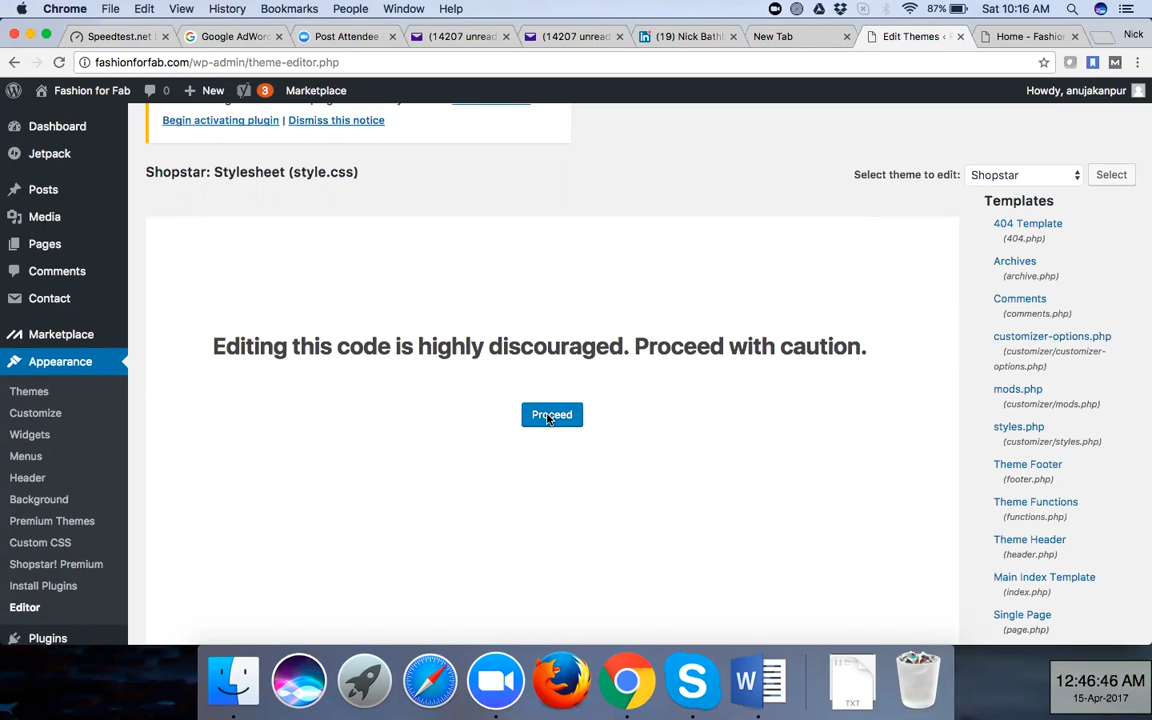 Chrome File Edit View History Bookmarks People Window Help
87% Sat 10:16 AM
Speedtest.net
Google AdWor
Post Attendee
(14207 unrea
(14207 unrea
(19) Nick Bath
New Tab
Edit Themes ‹ F
Home - Fashio
Nick
fashionforfab.com/wp-admin/theme-editor.php
Fashion for Fab 0 + New 3 Marketplace
Howdy, anujakanpur
Dashboard
Jetpack
Posts
Media
Pages
Comments
Contact
Marketplace
Appearance
Themes
Customize
Widgets
Menus
Header
Background
Premium Themes
Custom CSS
Shopstar! Premium
Install Plugins
Editor
Plugins
Begin activating plugin | Dismiss this notice
Shopstar: Stylesheet (style.css)
Select theme to edit: Shopstar Select
Editing this code is highly discouraged. Proceed with caution.
Proceed
Templates
404 Template
(404.php)
Archives
(archive.php)
Comments
(comments.php)
customizer-options.php
(customizer/customizer-
options.php)
mods.php
(customizer/mods.php)
styles.php
(customizer/styles.php)
Theme Footer
(footer.php)
Theme Functions
(functions.php)
Theme Header
(header.php)
Main Index Template
(index.php)
Single Page
(page.php)
W
TXT
12:46:46 AM
15-Apr-2017